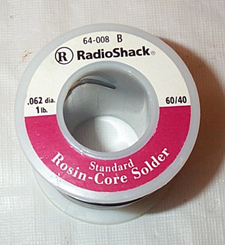 64-008 B
® RadioShack®
.062 dia.
1 lb.
60/40
Standard
Rosin-Core Solder